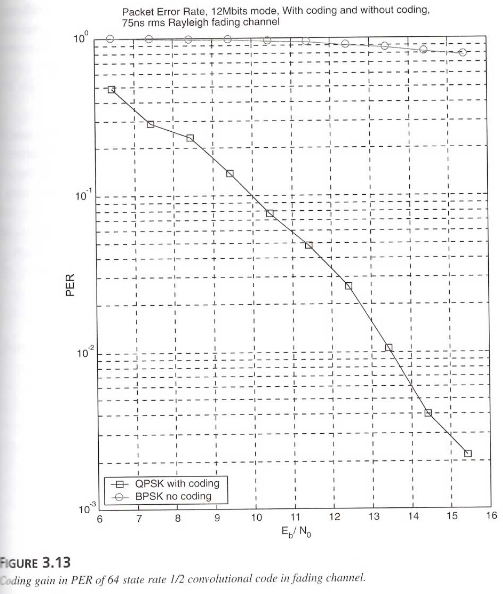 Packet Error Rate, 12Mbits mode, With coding and without coding,
75ns rms Rayleigh fading channel
10^0
10^-1
PER
10^-2
10^-3
QPSK with coding
BPSK no coding
6 7 8 9 10 11 12 13 14 15 16
E_b/ N_0
FIGURE 3.13
Coding gain in PER of 64 state rate 1/2 convolutional code in fading channel.